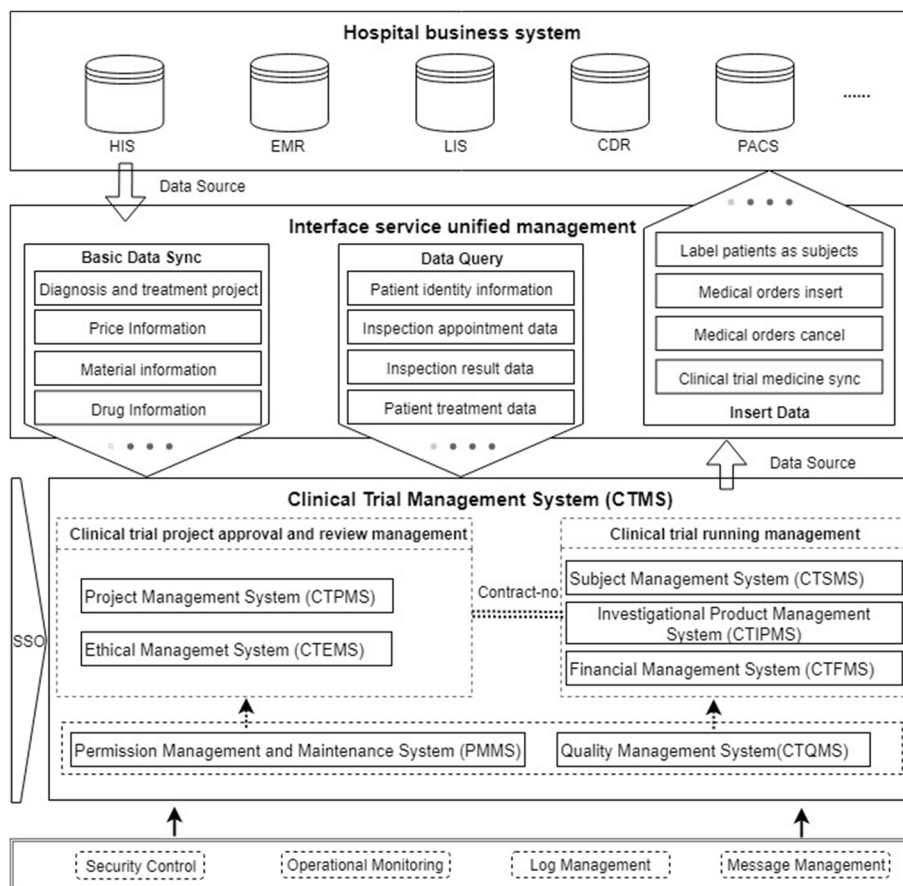 Hospital business system
HIS
EMR
LIS
CDR
PACS
......
Data Source
Interface service unified management
Basic Data Sync
Diagnosis and treatment project
Price Information
Material information
Drug Information
Data Query
Patient identity information
Inspection appointment data
Inspection result data
Patient treatment data
Label patients as subjects
Medical orders insert
Medical orders cancel
Clinical trial medicine sync
Insert Data
Data Source
SSO
Clinical Trial Management System (CTMS)
Clinical trial project approval and review management
Project Management System (CTPMS)
Ethical Managemet System (CTEMS)
Contract-no
Clinical trial running management
Subject Management System (CTSMS)
Investigational Product Management
System (CTIPMS)
Financial Management System (CTFMS)
Permission Management and Maintenance System (PMMS)
Quality Management System(CTQMS)
Security Control
Operational Monitoring
Log Management
Message Management